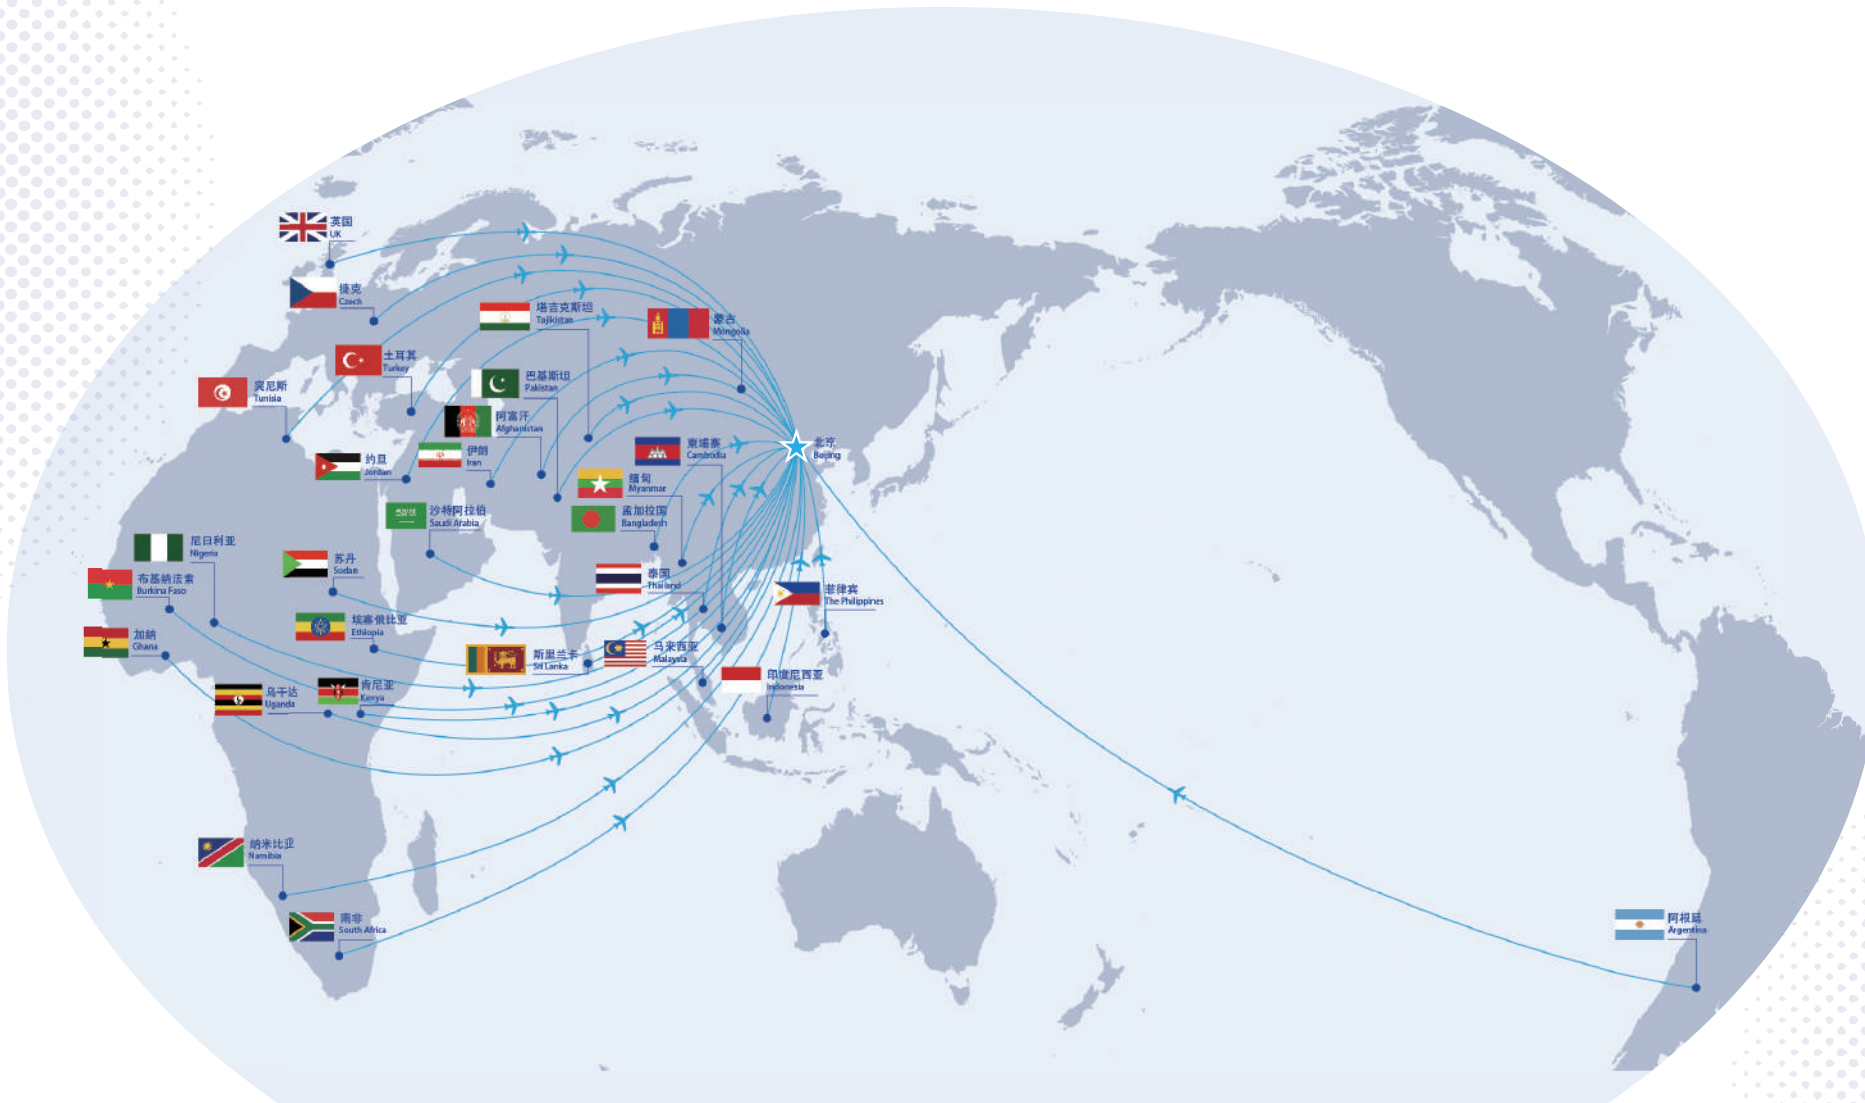 英国
UK
捷克
Czech
塔吉克斯坦
Tajikistan
蒙古
Mongolia
土耳其
Turkey
突尼斯
Tunisia
巴基斯坦
Pakistan
阿富汗
Afghanistan
柬埔寨
Cambodia
北京
Beijing
约旦
Jordan
伊朗
Iran
缅甸
Myanmar
沙特阿拉伯
Saudi Arabia
孟加拉国
Bangladesh
尼日利亚
Nigeria
苏丹
Sudan
布基纳法索
Burkina Faso
泰国
Thailand
菲律宾
The Philippines
埃塞俄比亚
Ethiopia
加纳
Ghana
斯里兰卡
Sri Lanka
马来西亚
Malaysia
印度尼西亚
Indonesia
乌干达
Uganda
肯尼亚
Kenya
纳米比亚
Namibia
南非
South Africa
阿根廷
Argentina